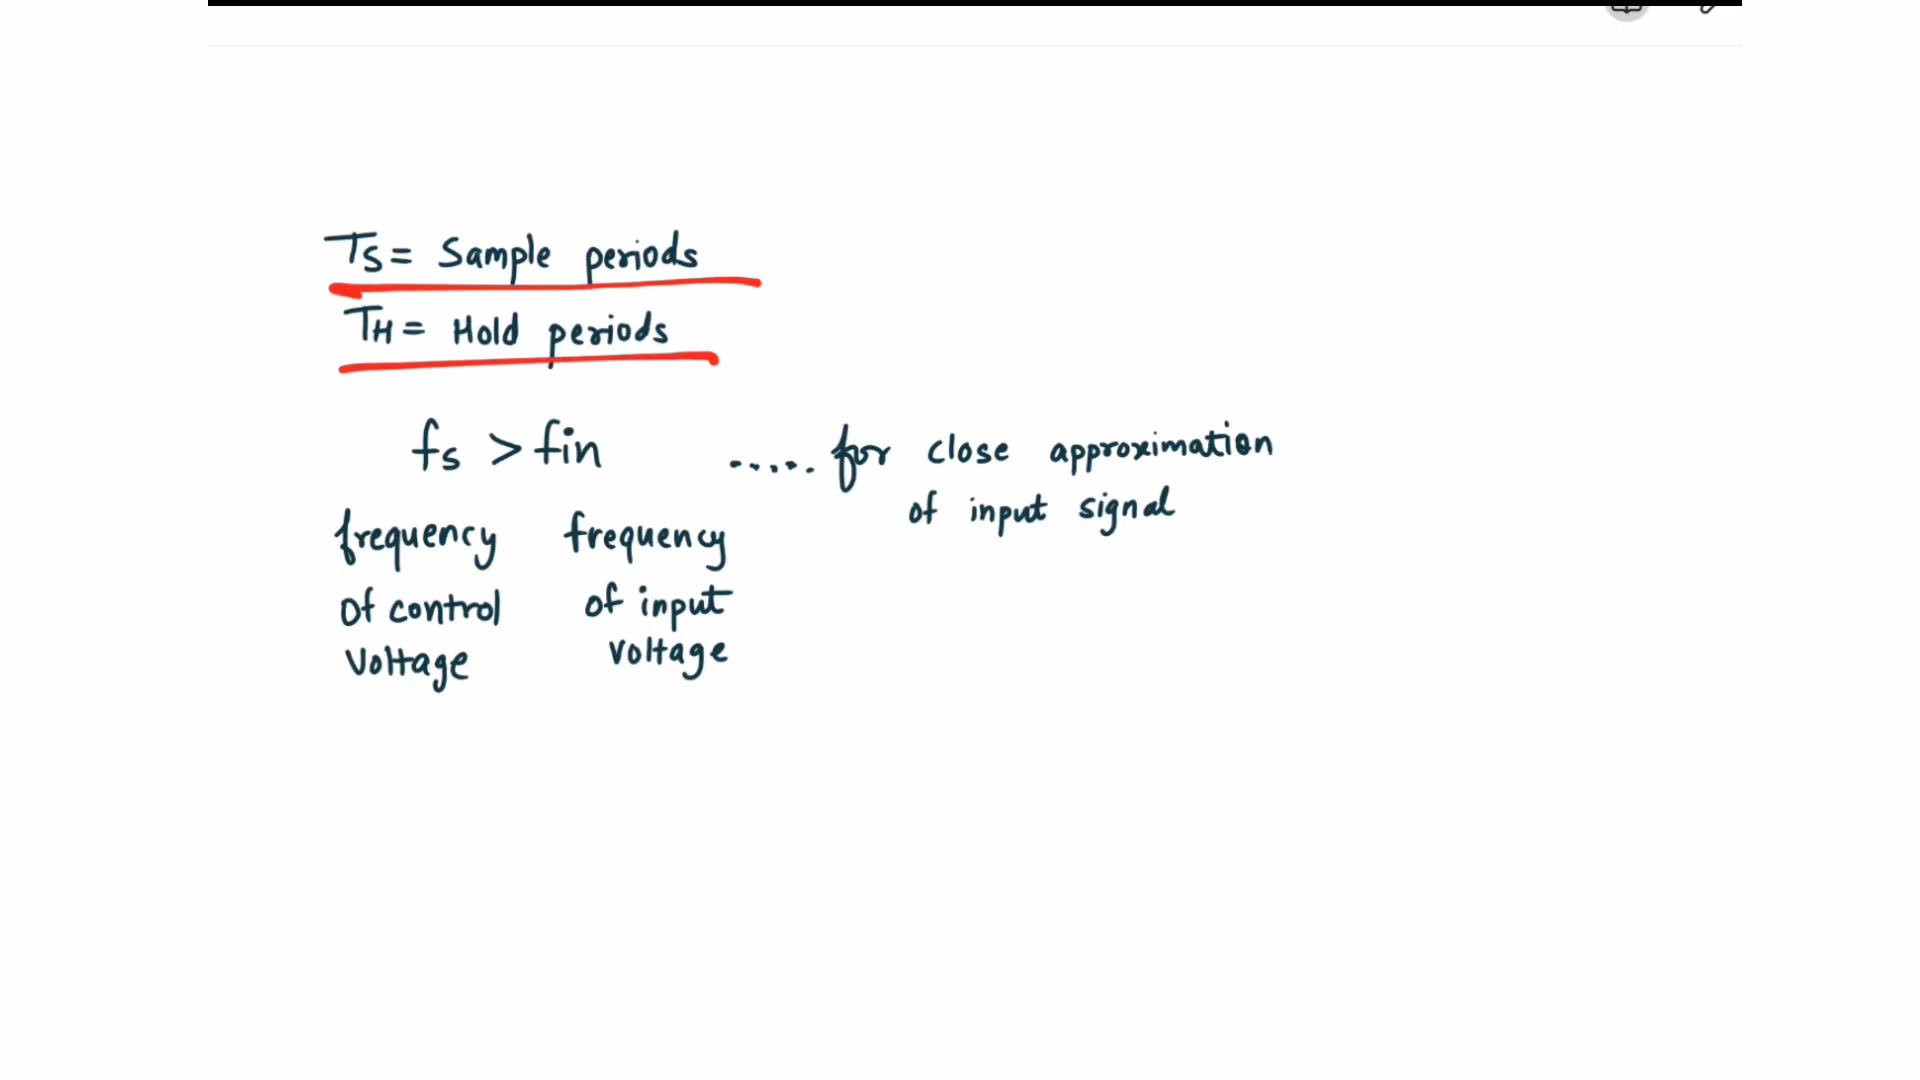 Ts = Sample periods
TH = Hold periods
fs > fin ..... for close approximation
of input signal
frequency frequency
of control of input
voltage voltage